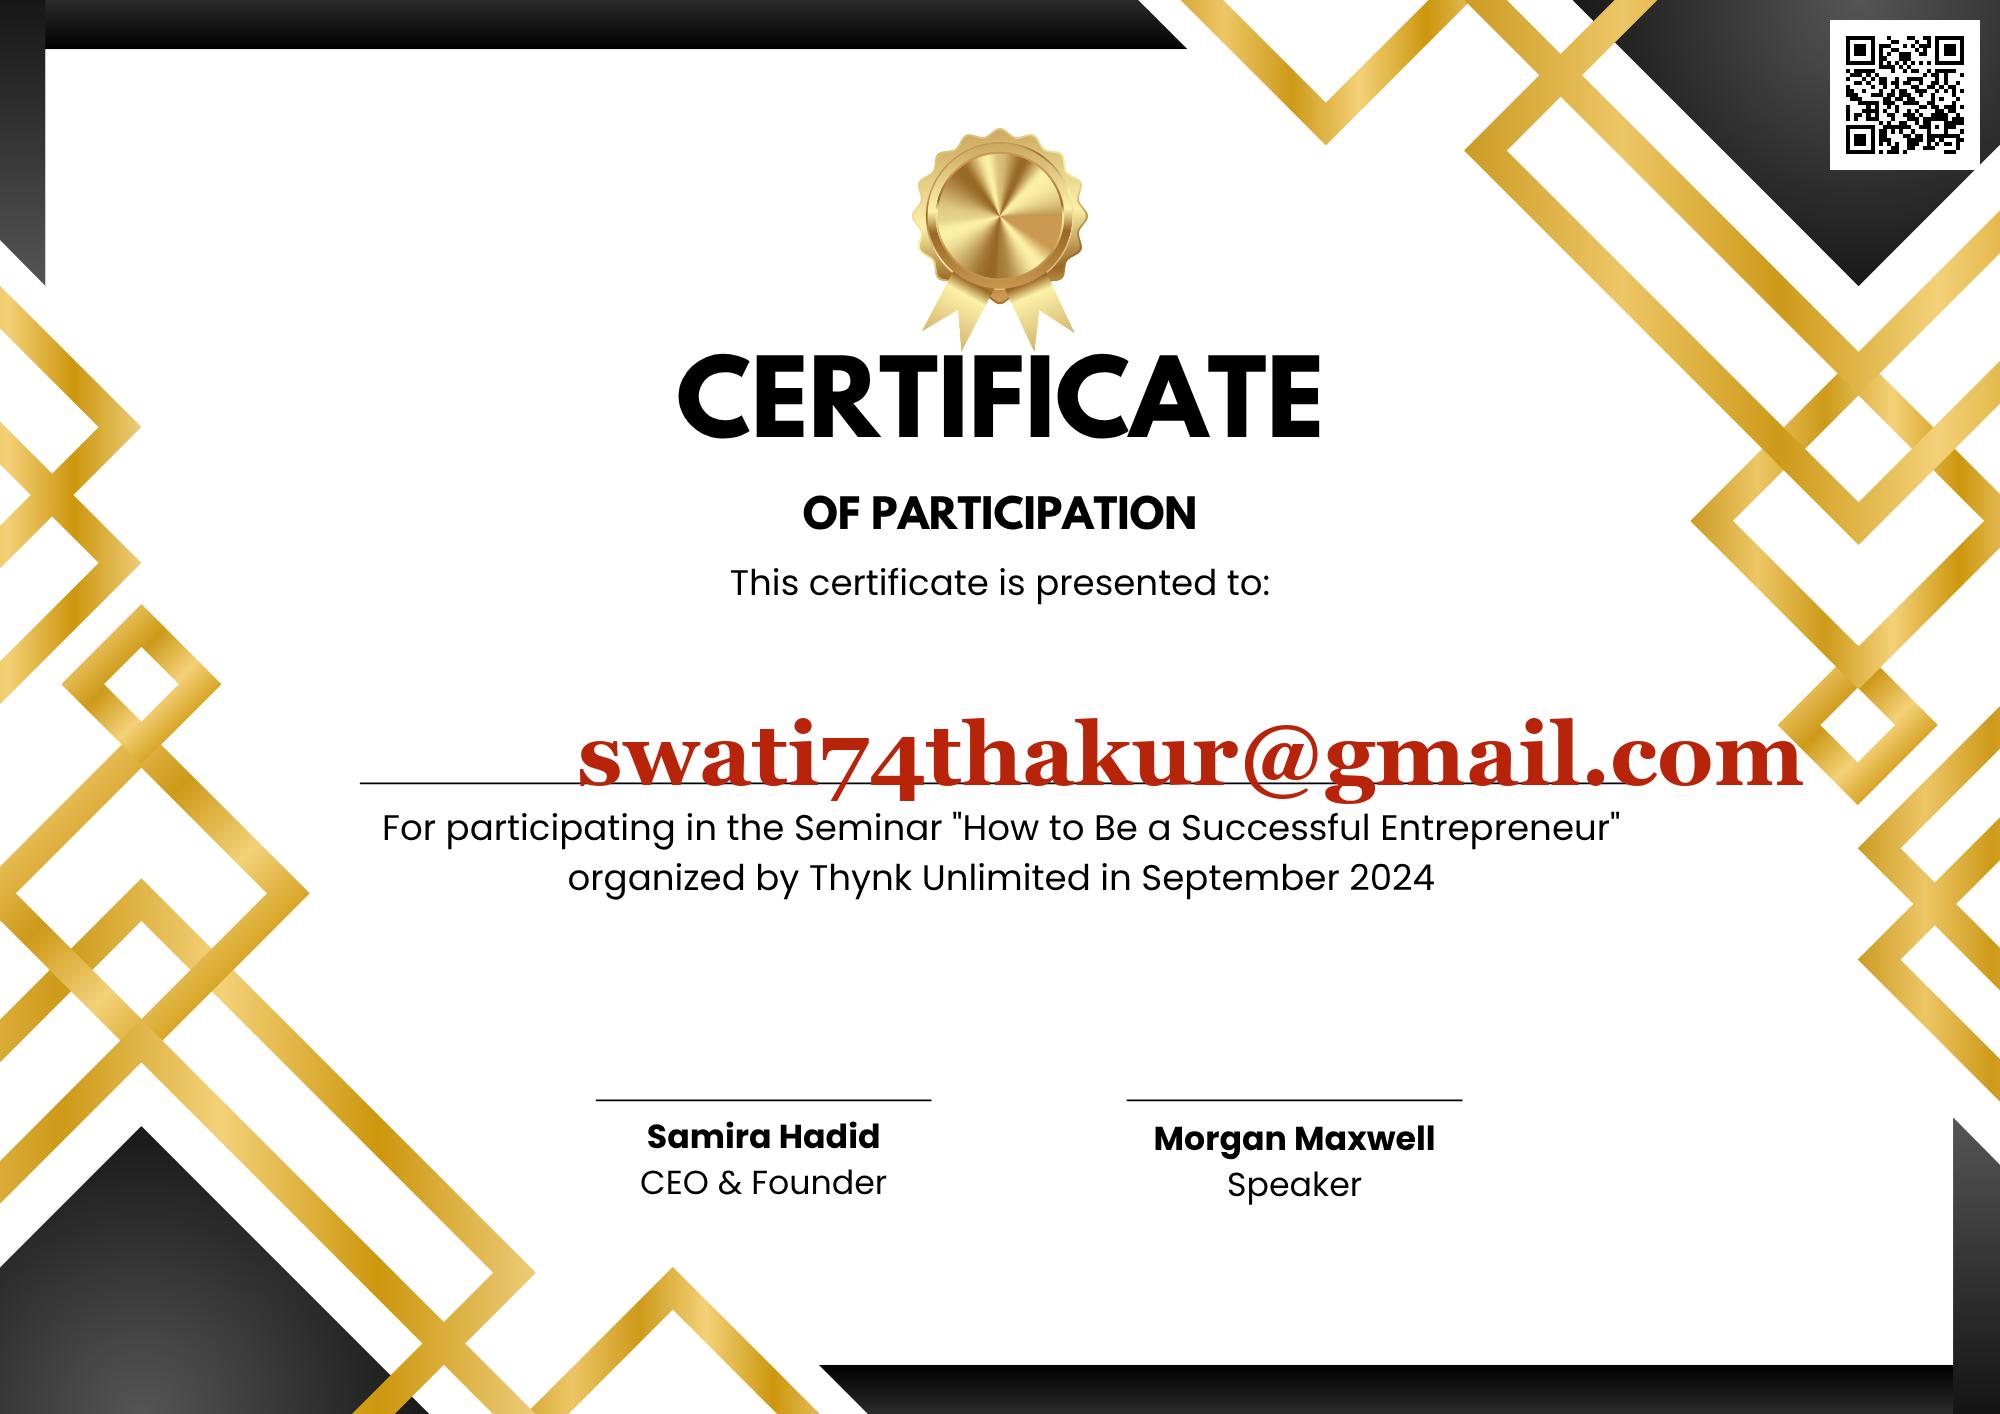 CERTIFICATE
OF PARTICIPATION
This certificate is presented to:
swati74thakur@gmail.com
For participating in the Seminar "How to Be a Successful Entrepreneur"
organized by Thynk Unlimited in September 2024
Samira Hadid
CEO & Founder
Morgan Maxwell
Speaker